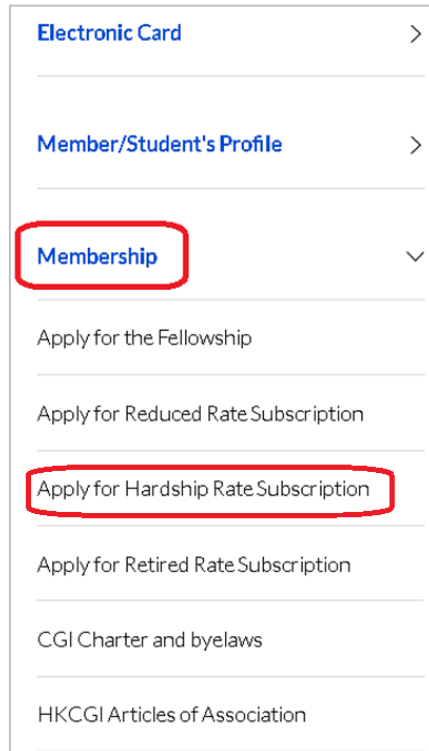 Electronic Card
Member/Student's Profile
Membership
Apply for the Fellowship
Apply for Reduced Rate Subscription
Apply for Hardship Rate Subscription
Apply for Retired Rate Subscription
CGI Charter and byelaws
HKCGI Articles of Association